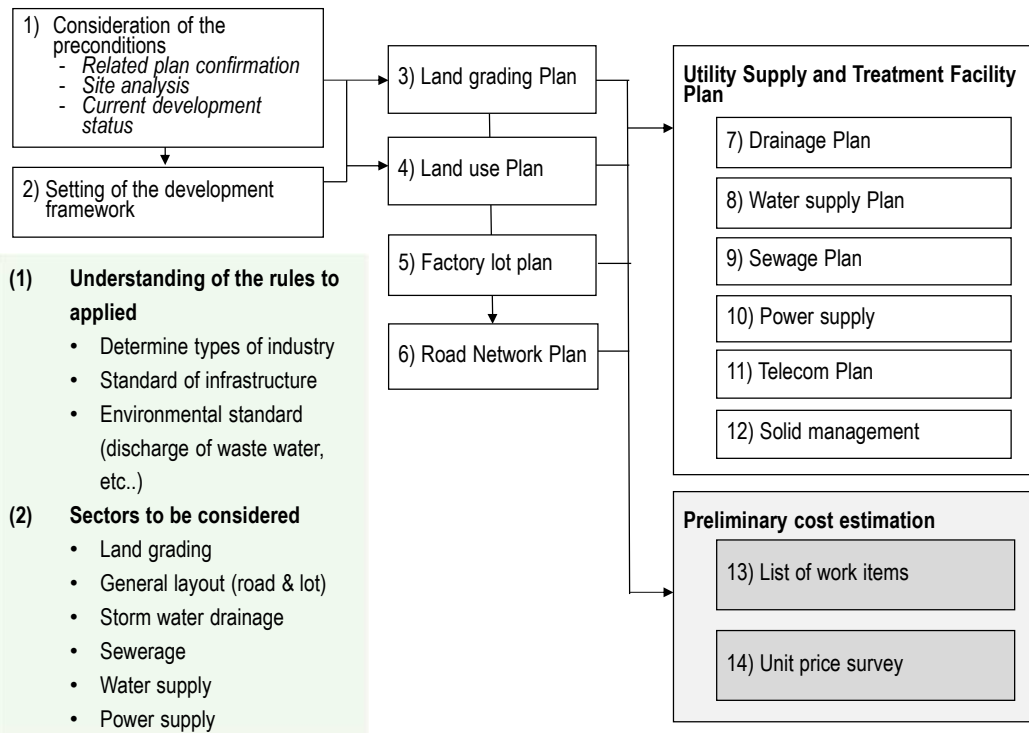 1) Consideration of the
preconditions
- Related plan confirmation
- Site analysis
- Current development
status
2) Setting of the development
framework
3) Land grading Plan
4) Land use Plan
5) Factory lot plan
6) Road Network Plan
Utility Supply and Treatment Facility
Plan
7) Drainage Plan
8) Water supply Plan
9) Sewage Plan
10) Power supply
11) Telecom Plan
12) Solid management
Preliminary cost estimation
13) List of work items
14) Unit price survey
(1) Understanding of the rules to
applied
• Determine types of industry
• Standard of infrastructure
• Environmental standard
(discharge of waste water,
etc..)
(2) Sectors to be considered
• Land grading
• General layout (road & lot)
• Storm water drainage
• Sewerage
• Water supply
• Power supply